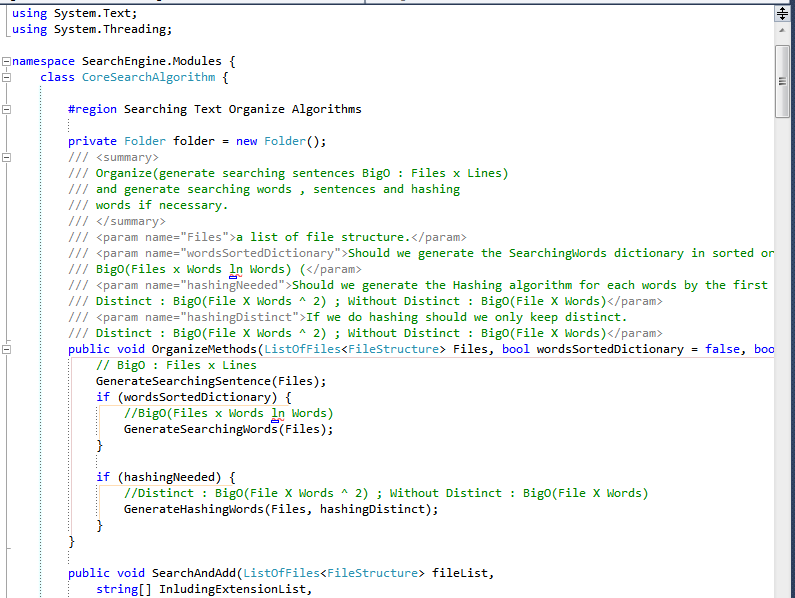 using System.Text;
using System.Threading;
namespace SearchEngine.Modules {
class CoreSearchAlgorithm {
#region Searching Text Organize Algorithms
private Folder folder = new Folder();
/// <summary>
/// Organize(generate searching sentences BigO : Files x Lines)
/// and generate searching words , sentences and hashing
/// words if necessary.
/// </summary>
/// <param name="Files">a list of file structure.</param>
/// <param name="wordsSortedDictionary">Should we generate the SearchingWords dictionary in sorted or
/// BigO(Files x Words ln Words) (</param>
/// <param name="hashingNeeded">Should we generate the Hashing algorithm for each words by the first
/// Distinct : BigO(File X Words ^ 2) ; Without Distinct : BigO(File X Words)</param>
/// <param name="hashingDistinct">If we do hashing should we only keep distinct.
/// Distinct : BigO(File X Words ^ 2) ; Without Distinct : BigO(File X Words)</param>
public void OrganizeMethods(ListOfFiles<FileStructure> Files, bool wordsSortedDictionary = false, boo
// BigO : Files x Lines
GenerateSearchingSentence(Files);
if (wordsSortedDictionary) {
//BigO(Files x Words ln Words)
GenerateSearchingWords(Files);
}
if (hashingNeeded) {
//Distinct : BigO(File X Words ^ 2) ; Without Distinct : BigO(File X Words)
GenerateHashingWords(Files, hashingDistinct);
}
}
public void SearchAndAdd(ListOfFiles<FileStructure> fileList,
string[] InludingExtensionList,